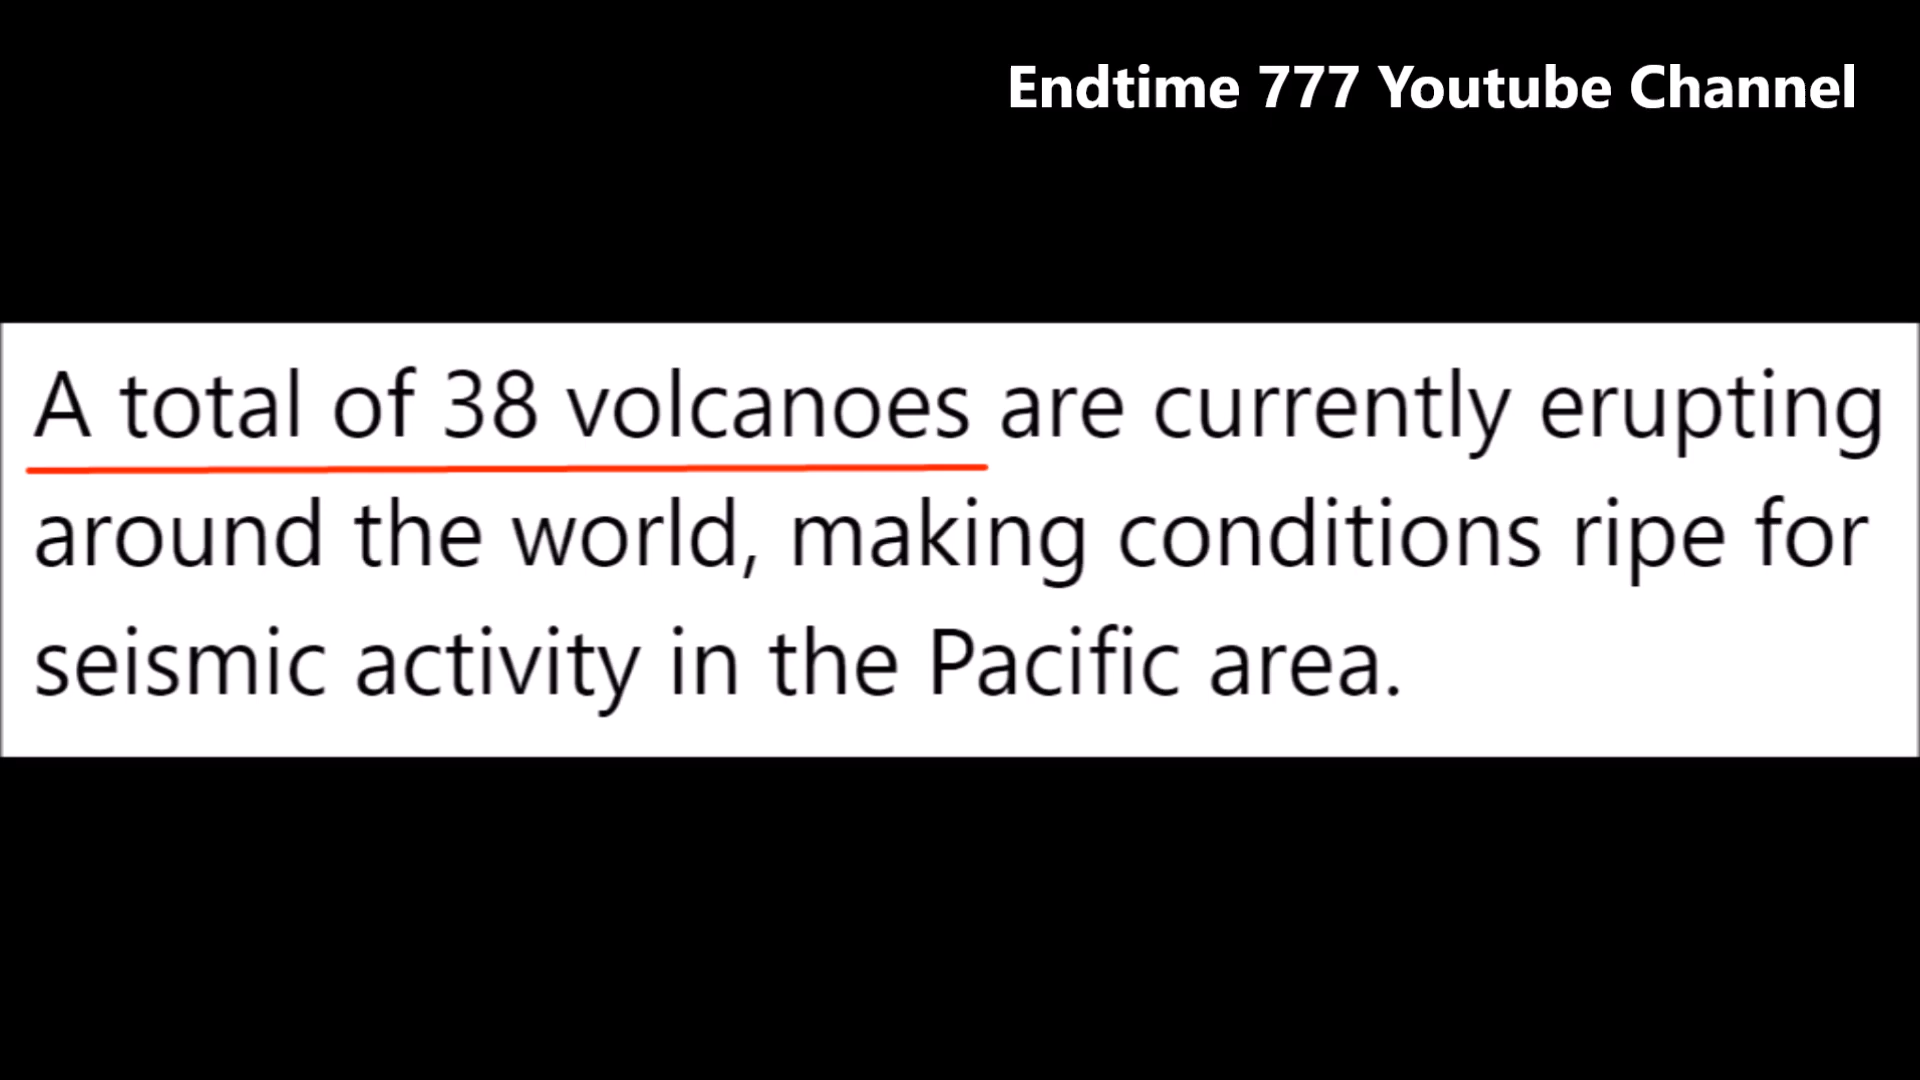 Endtime 777 Youtube Channel
A total of 38 volcanoes are currently erupting
around the world, making conditions ripe for
seismic activity in the Pacific area.